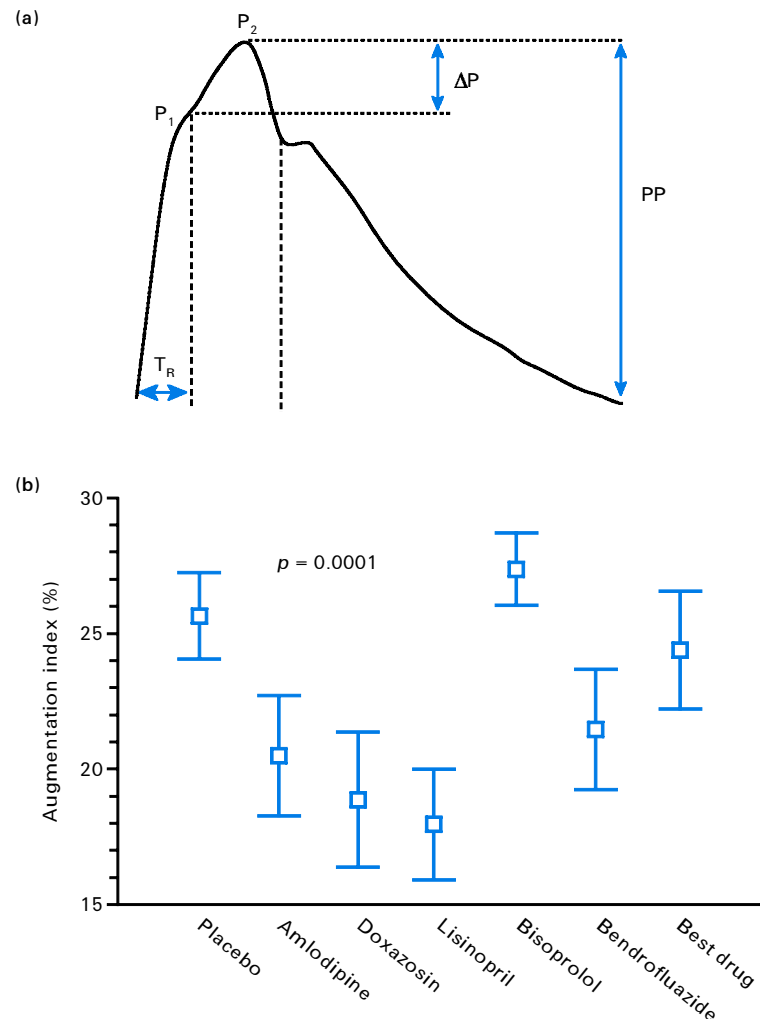 (a)
P₂
P₁
ΔP
PP
T_R
(b)
30
25
20
15
Augmentation index (%)
p = 0.0001
Placebo
Amlodipine
Doxazosin
Lisinopril
Bisoprolol
Bendrofluazide
Best drug